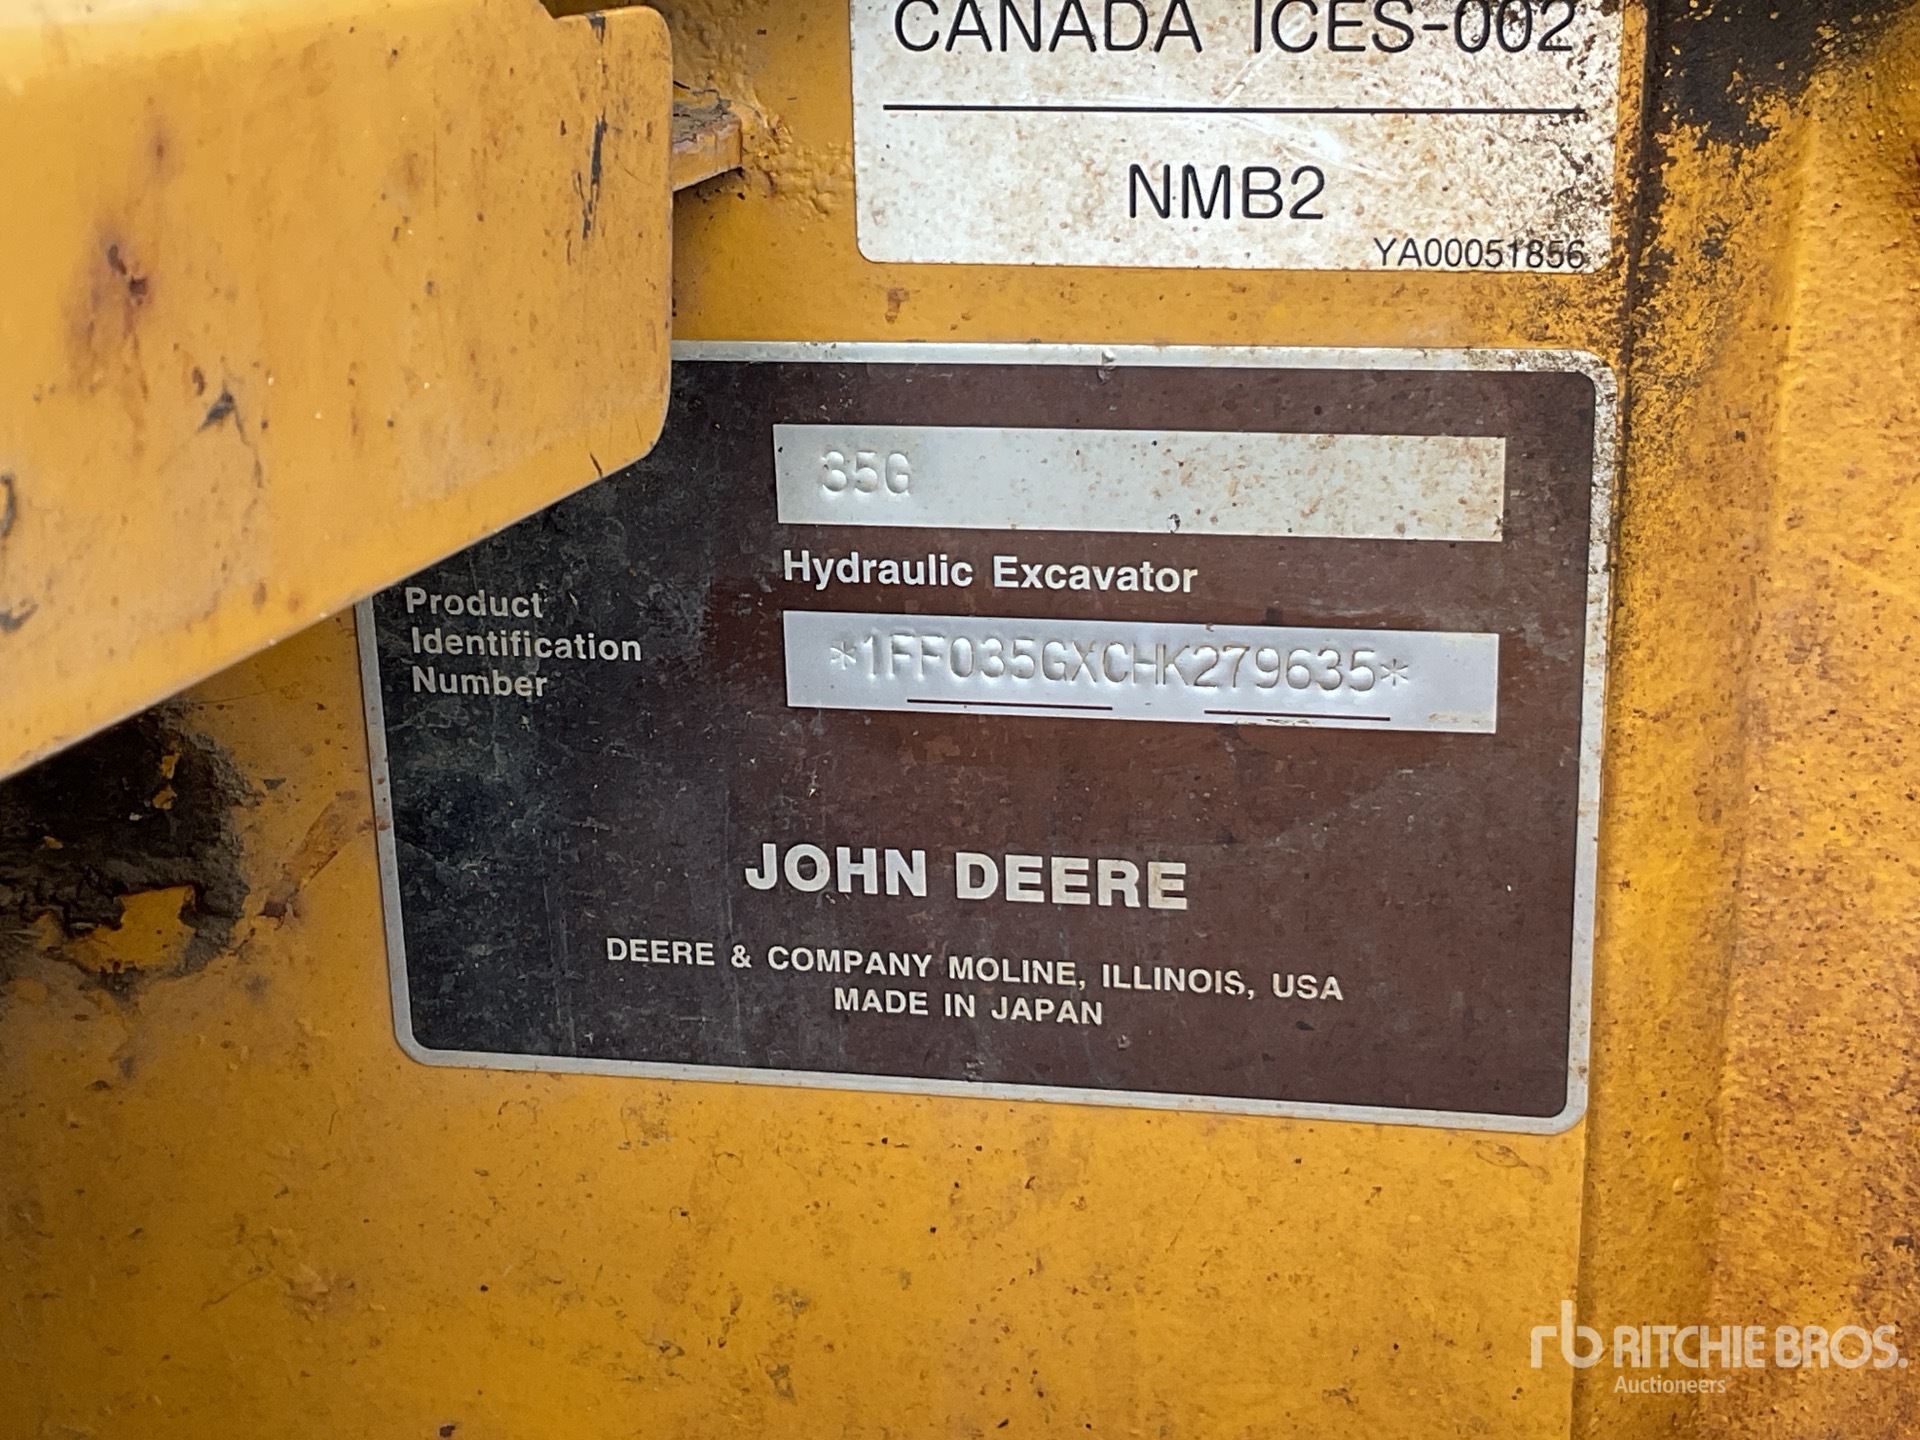 CANADA ICES-002
NMB2
YA00051856
35G
Hydraulic Excavator
Product
Identification
Number
*1FF035GXCHK279635*
JOHN DEERE
DEERE & COMPANY MOLINE, ILLINOIS, USA
MADE IN JAPAN
rb RITCHIE BROS.
Auctioneers